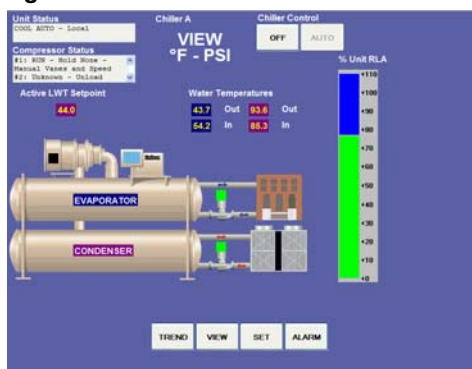 Unit Status
COOL AUTO - Local
Compressor Status
#1: RUN - Hold None -
Manual Vanes and Speed
#2: Unknown - Unload
Chiller A
VIEW
°F - PSI
Chiller Control
OFF AUTO
% Unit RLA
Active LWT Setpoint
44.0
Water Temperatures
43.7 Out 93.6 Out
54.2 In 85.3 In
+110
+100
+90
+80
+70
+60
+50
+40
+30
+20
+10
+0
EVAPORATOR
CONDENSER
TREND VIEW SET ALARM